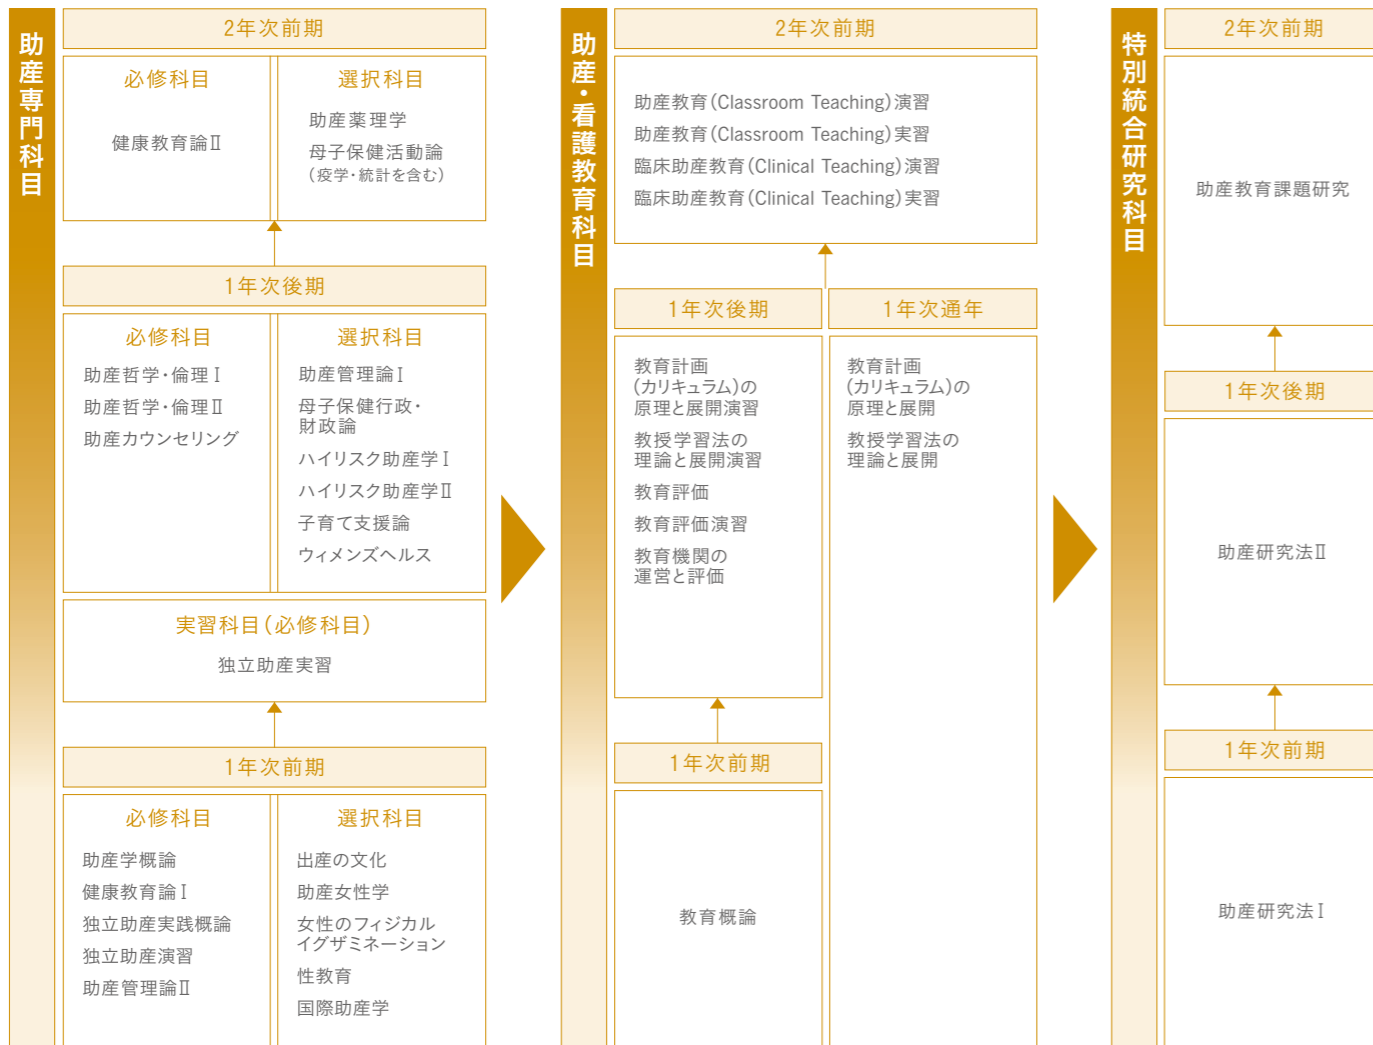 助産専門科目
2年次前期
必修科目
健康教育論Ⅱ
選択科目
助産薬理学
母子保健活動論
(疫学・統計を含む)
1年次後期
必修科目
助産哲学・倫理Ⅰ
助産哲学・倫理Ⅱ
助産カウンセリング
選択科目
助産管理論Ⅰ
母子保健行政・
財政論
ハイリスク助産学Ⅰ
ハイリスク助産学Ⅱ
子育て支援論
ウィメンズヘルス
実習科目(必修科目)
独立助産実習
1年次前期
必修科目
助産学概論
健康教育論Ⅰ
独立助産実践概論
独立助産演習
助産管理論Ⅱ
選択科目
出産の文化
助産女性学
女性のフィジカル
イグザミネーション
性教育
国際助産学
助産・看護教育科目
2年次前期
助産教育(Classroom Teaching)演習
助産教育(Classroom Teaching)実習
臨床助産教育(Clinical Teaching)演習
臨床助産教育(Clinical Teaching)実習
1年次後期
教育計画
(カリキュラム)の
原理と展開演習
教授学習法の
理論と展開演習
教育評価
教育評価演習
教育機関の
運営と評価
1年次通年
教育計画
(カリキュラム)の
原理と展開
教授学習法の
理論と展開
1年次前期
教育概論
特別統合研究科目
2年次前期
助産教育課題研究
1年次後期
助産研究法Ⅱ
1年次前期
助産研究法Ⅰ